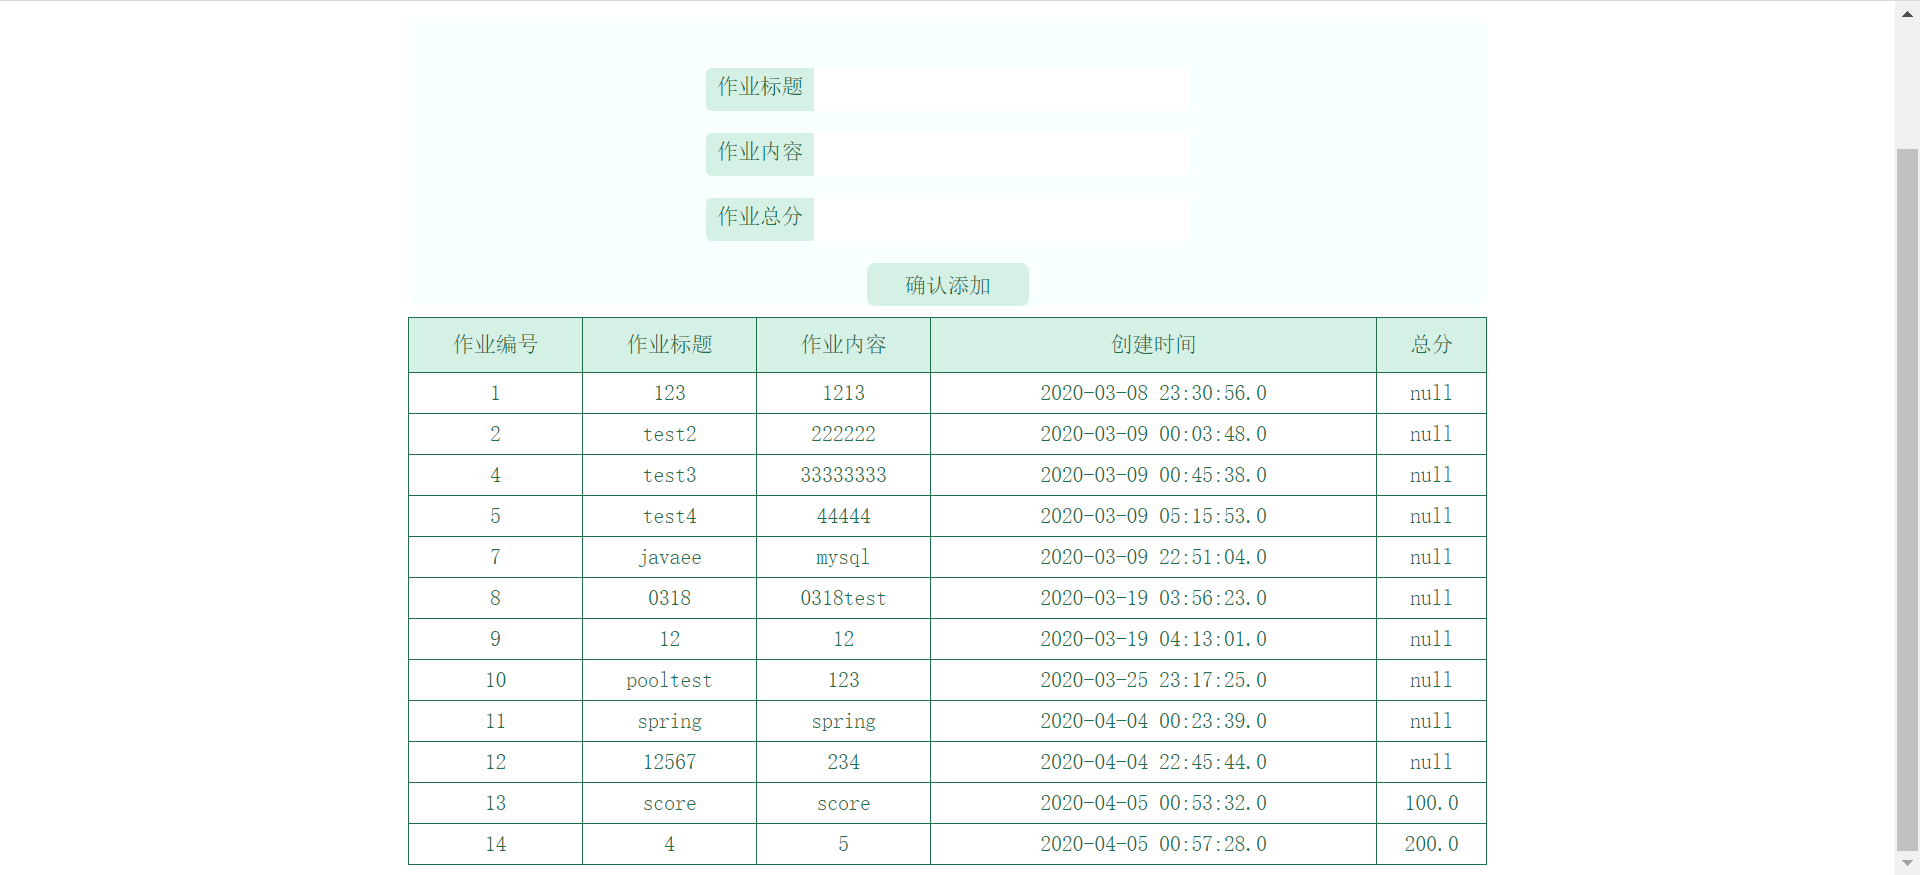 作业标题
作业内容
作业总分
确认添加
作业编号 作业标题 作业内容 创建时间 总分
1 123 1213 2020-03-08 23:30:56.0 null
2 test2 222222 2020-03-09 00:03:48.0 null
4 test3 33333333 2020-03-09 00:45:38.0 null
5 test4 44444 2020-03-09 05:15:53.0 null
7 javaee mysql 2020-03-09 22:51:04.0 null
8 0318 0318test 2020-03-19 03:56:23.0 null
9 12 12 2020-03-19 04:13:01.0 null
10 pooltest 123 2020-03-25 23:17:25.0 null
11 spring spring 2020-04-04 00:23:39.0 null
12 12567 234 2020-04-04 22:45:44.0 null
13 score score 2020-04-05 00:53:32.0 100.0
14 4 5 2020-04-05 00:57:28.0 200.0